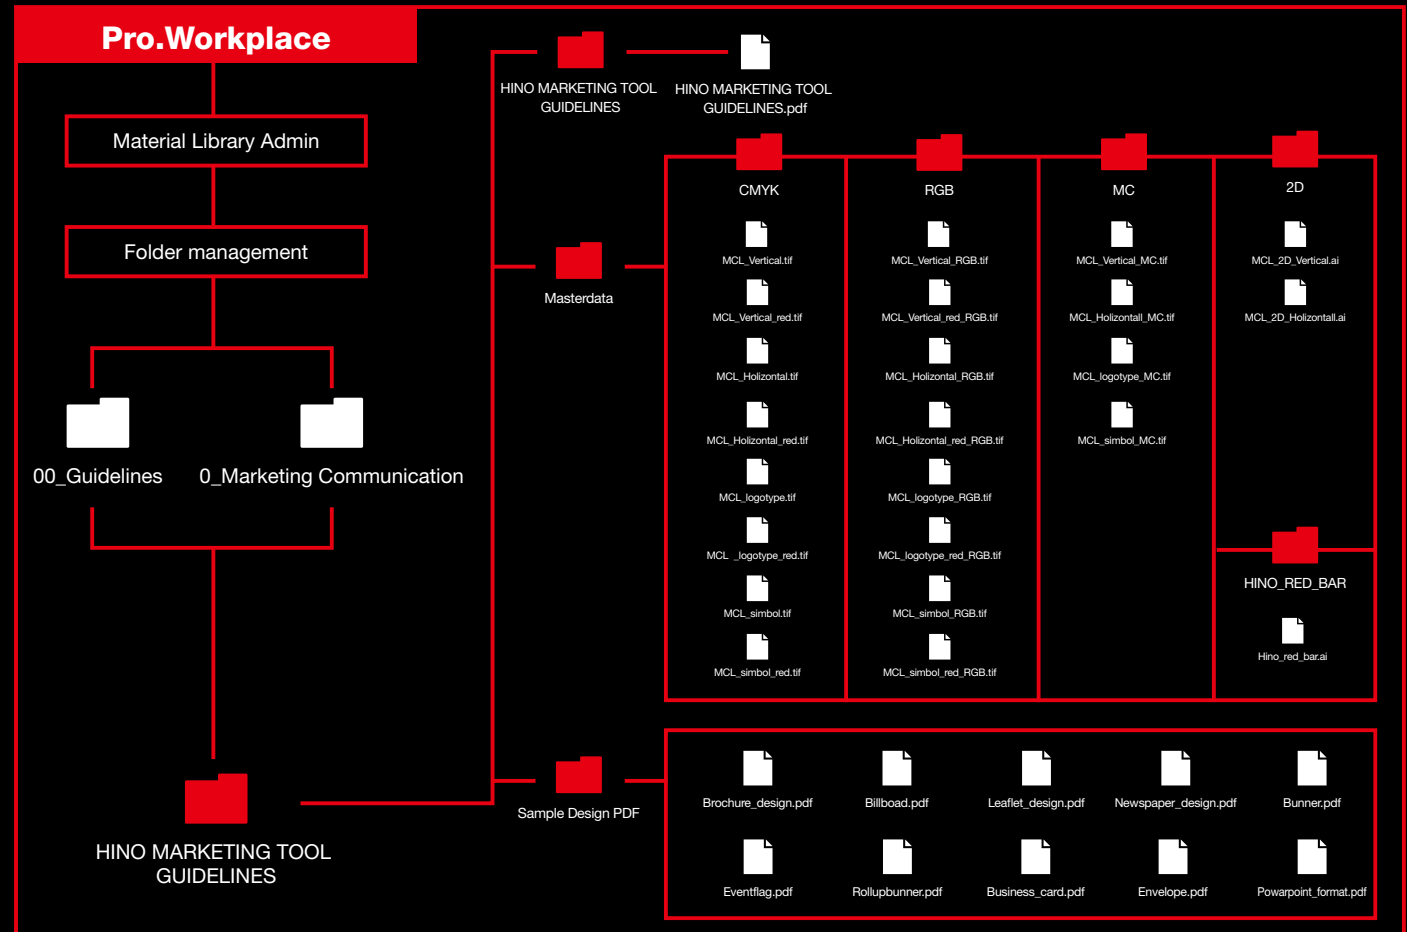 Pro.Workplace
Material Library Admin
Folder management
00_Guidelines
0_Marketing Communication
HINO MARKETING TOOL
GUIDELINES
HINO MARKETING TOOL
GUIDELINES
HINO MARKETING TOOL
GUIDELINES.pdf
Masterdata
CMYK
MCL_Vertical.tif
MCL_Vertical_red.tif
MCL_Holizontal.tif
MCL_Holizontal_red.tif
MCL_logotype.tif
MCL _logotype_red.tif
MCL_simbol.tif
MCL_simbol_red.tif
RGB
MCL_Vertical_RGB.tif
MCL_Vertical_red_RGB.tif
MCL_Holizontal_RGB.tif
MCL_Holizontal_red_RGB.tif
MCL_logotype_RGB.tif
MCL_logotype_red_RGB.tif
MCL_simbol_RGB.tif
MCL_simbol_red_RGB.tif
MC
MCL_Vertical_MC.tif
MCL_Holizontall_MC.tif
MCL_logotype_MC.tif
MCL_simbol_MC.tif
2D
MCL_2D_Vertical.ai
MCL_2D_Holizontall.ai
HINO_RED_BAR
Hino_red_bar.ai
Sample Design PDF
Brochure_design.pdf
Billboad.pdf
Leaflet_design.pdf
Newspaper_design.pdf
Bunner.pdf
Eventflag.pdf
Rollupbunner.pdf
Business_card.pdf
Envelope.pdf
Powarpoint_format.pdf